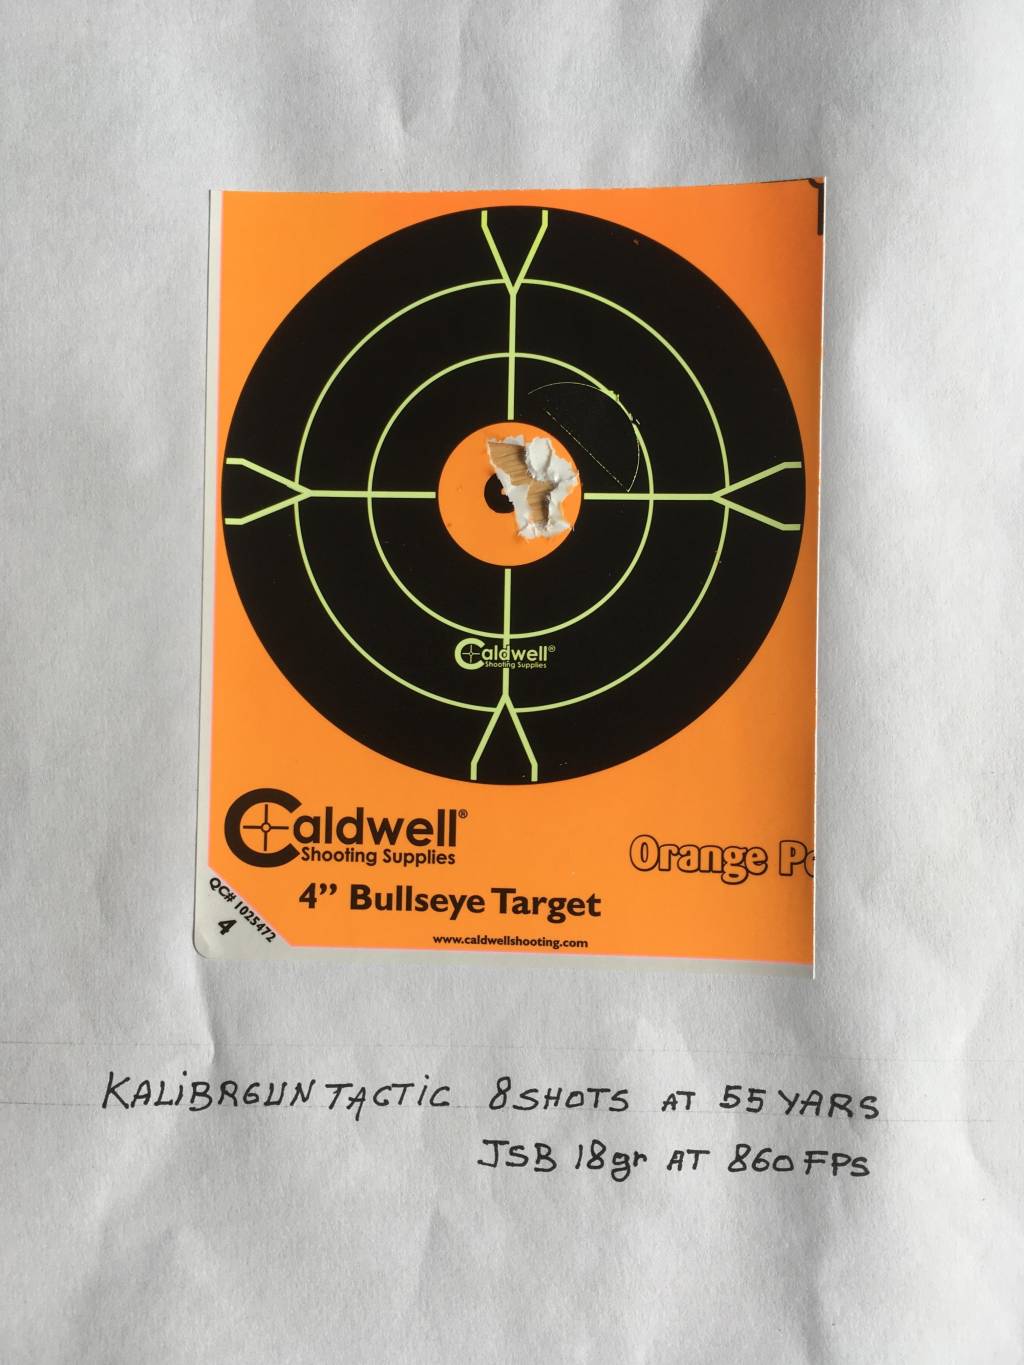 Caldwell®
Shooting Supplies
Caldwell®
Shooting Supplies
Orange
4” Bullseye Target
QC# 1025472
4
www.caldwellshooting.com
KALIBRGUN TACTIC 8 SHOTS AT 55 YARS
JSB 18gr AT 860 FPS